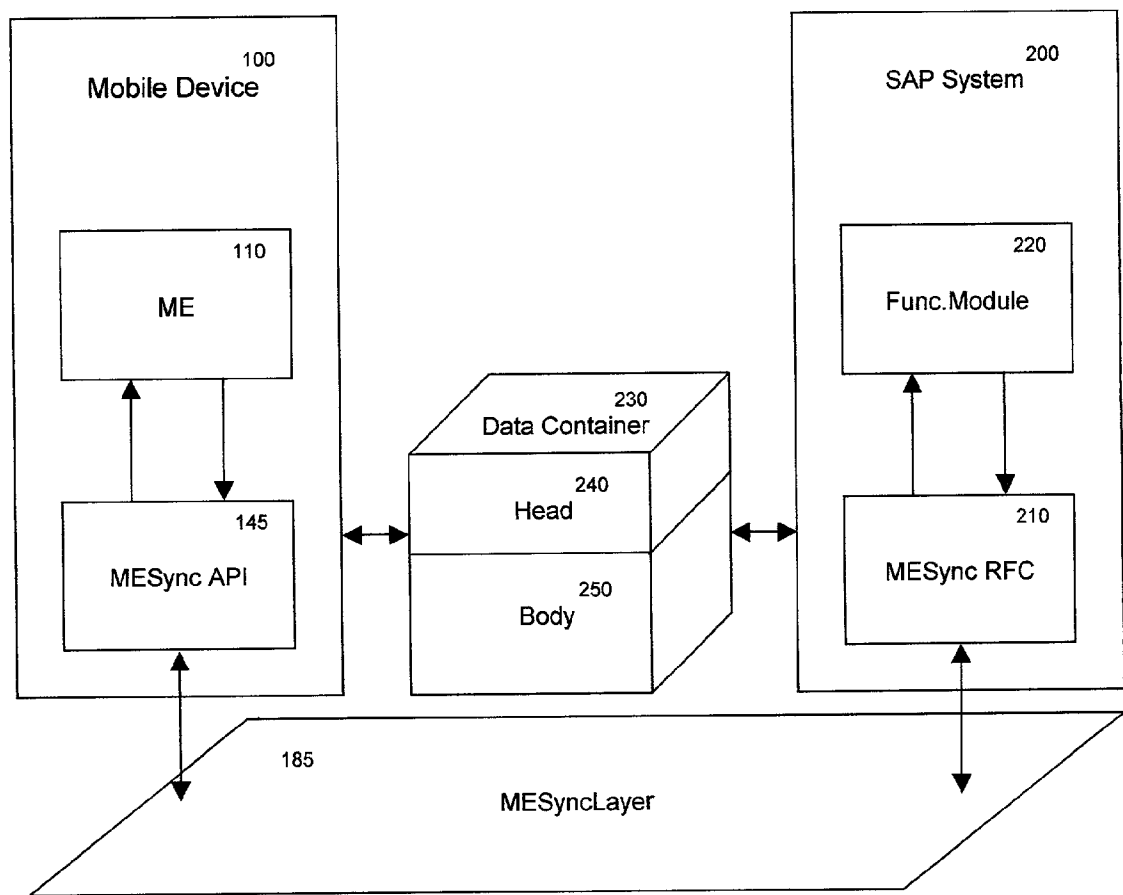 100
Mobile Device
110
ME
145
MESync API
230
Data Container
240
Head
250
Body
200
SAP System
220
Func.Module
210
MESync RFC
185
MESyncLayer